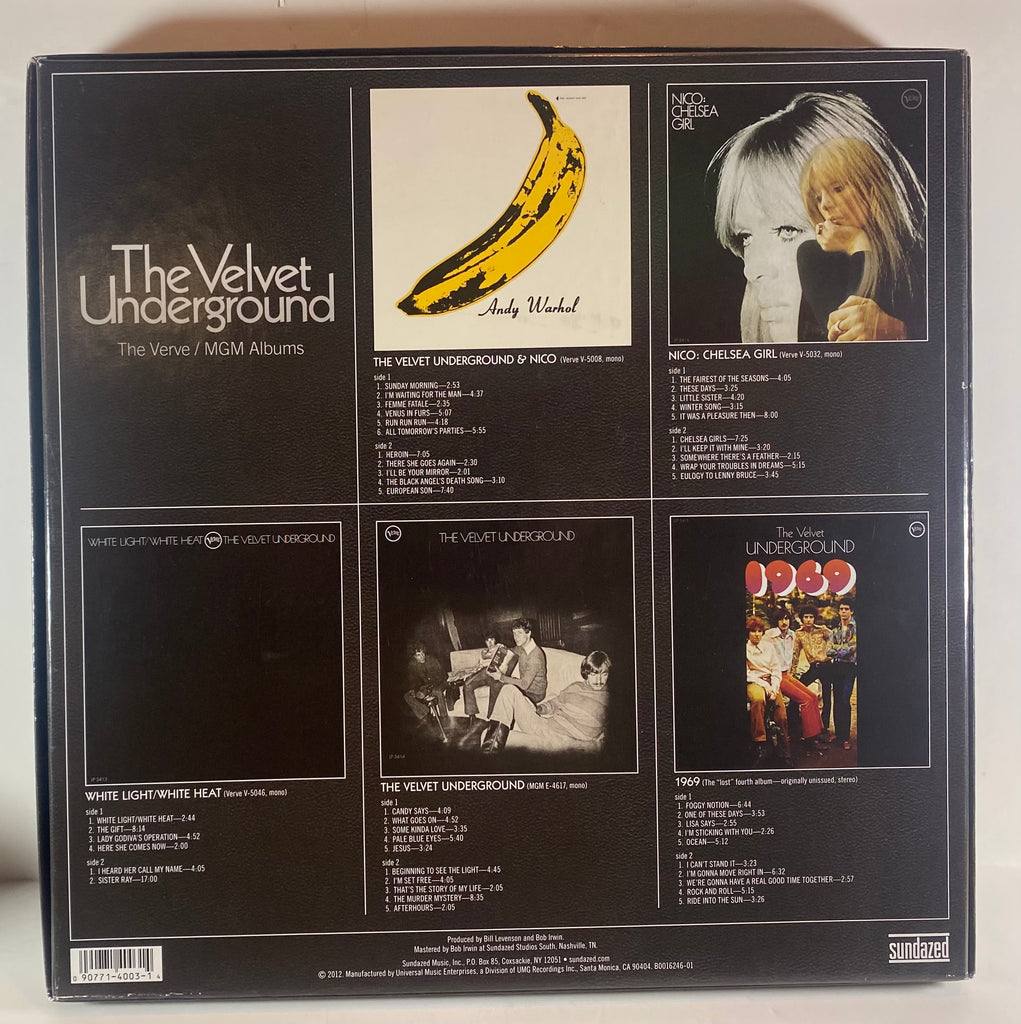 The Velvet
Underground
The Verve / MGM Albums
Andy Warhol
THE VELVET UNDERGROUND & NICO (Verve V-5008, mono)
side 1
1. SUNDAY MORNING—2:53
2. I'M WAITING FOR THE MAN—4:37
3. FEMME FATALE—2:35
4. VENUS IN FURS—5:07
5. RUN RUN RUN—4:18
6. ALL TOMORROW'S PARTIES—5:55
side 2
1. HEROIN—7:05
2. THERE SHE GOES AGAIN—2:30
3. I'LL BE YOUR MIRROR—2:01
4. THE BLACK ANGEL'S DEATH SONG—3:10
5. EUROPEAN SON—7:40
NICO:
CHELSEA
GIRL
Verve
NICO: CHELSEA GIRL (Verve V-5032, mono)
side 1
1. THE FAIREST OF THE SEASONS—4:05
2. THESE DAYS—3:25
3. LITTLE SISTER—4:20
4. WINTER SONG—3:15
5. IT WAS A PLEASURE THEN—8:00
side 2
1. CHELSEA GIRLS—7:25
2. I'LL KEEP IT WITH MINE—3:20
3. SOMEWHERE THERE'S A FEATHER—2:15
4. WRAP YOUR TROUBLES IN DREAMS—5:15
5. EULOGY TO LENNY BRUCE—3:45
WHITE LIGHT/WHITE HEAT Verve THE VELVET UNDERGROUND
LP 5413
WHITE LIGHT/WHITE HEAT (Verve V-5046, mono)
side 1
1. WHITE LIGHT/WHITE HEAT—2:44
2. THE GIFT—8:14
3. LADY GODIVA'S OPERATION—4:52
4. HERE SHE COMES NOW—2:00
side 2
1. I HEARD HER CALL MY NAME—4:05
2. SISTER RAY—17:00
Verve
THE VELVET UNDERGROUND
LP 5414
THE VELVET UNDERGROUND (MGM E-4617, mono)
side 1
1. CANDY SAYS—4:09
2. WHAT GOES ON—4:52
3. SOME KINDA LOVE—3:35
4. PALE BLUE EYES—5:40
5. JESUS—3:24
side 2
1. BEGINNING TO SEE THE LIGHT—4:45
2. I'M SET FREE—4:05
3. THAT'S THE STORY OF MY LIFE—2:05
4. THE MURDER MYSTERY—8:35
5. AFTERHOURS—2:05
The Velvet
UNDERGROUND
1969
Verve
1969 (The "lost" fourth album—originally unissued, stereo)
side 1
1. FOGGY NOTION—6:44
2. ONE OF THESE DAYS—3:53
3. LISA SAYS—2:55
4. I'M STICKING WITH YOU—2:26
5. OCEAN—5:12
side 2
1. I CAN'T STAND IT—3:23
2. I'M GONNA MOVE RIGHT IN—6:32
3. WE'RE GONNA HAVE A REAL GOOD TIME TOGETHER—2:57
4. ROCK AND ROLL—5:15
5. RIDE INTO THE SUN—3:26
0 90771-4003-1 4
Produced by Bill Levenson and Bob Irwin.
Mastered by Bob Irwin at Sundazed Studios South, Nashville, TN.
Sundazed Music, Inc., P.O. Box 85, Coxsackie, NY 12051 • sundazed.com
© 2012. Manufactured by Universal Music Enterprises, a Division of UMG Recordings Inc., Santa Monica, CA 90404. B0016246-01
sundazed